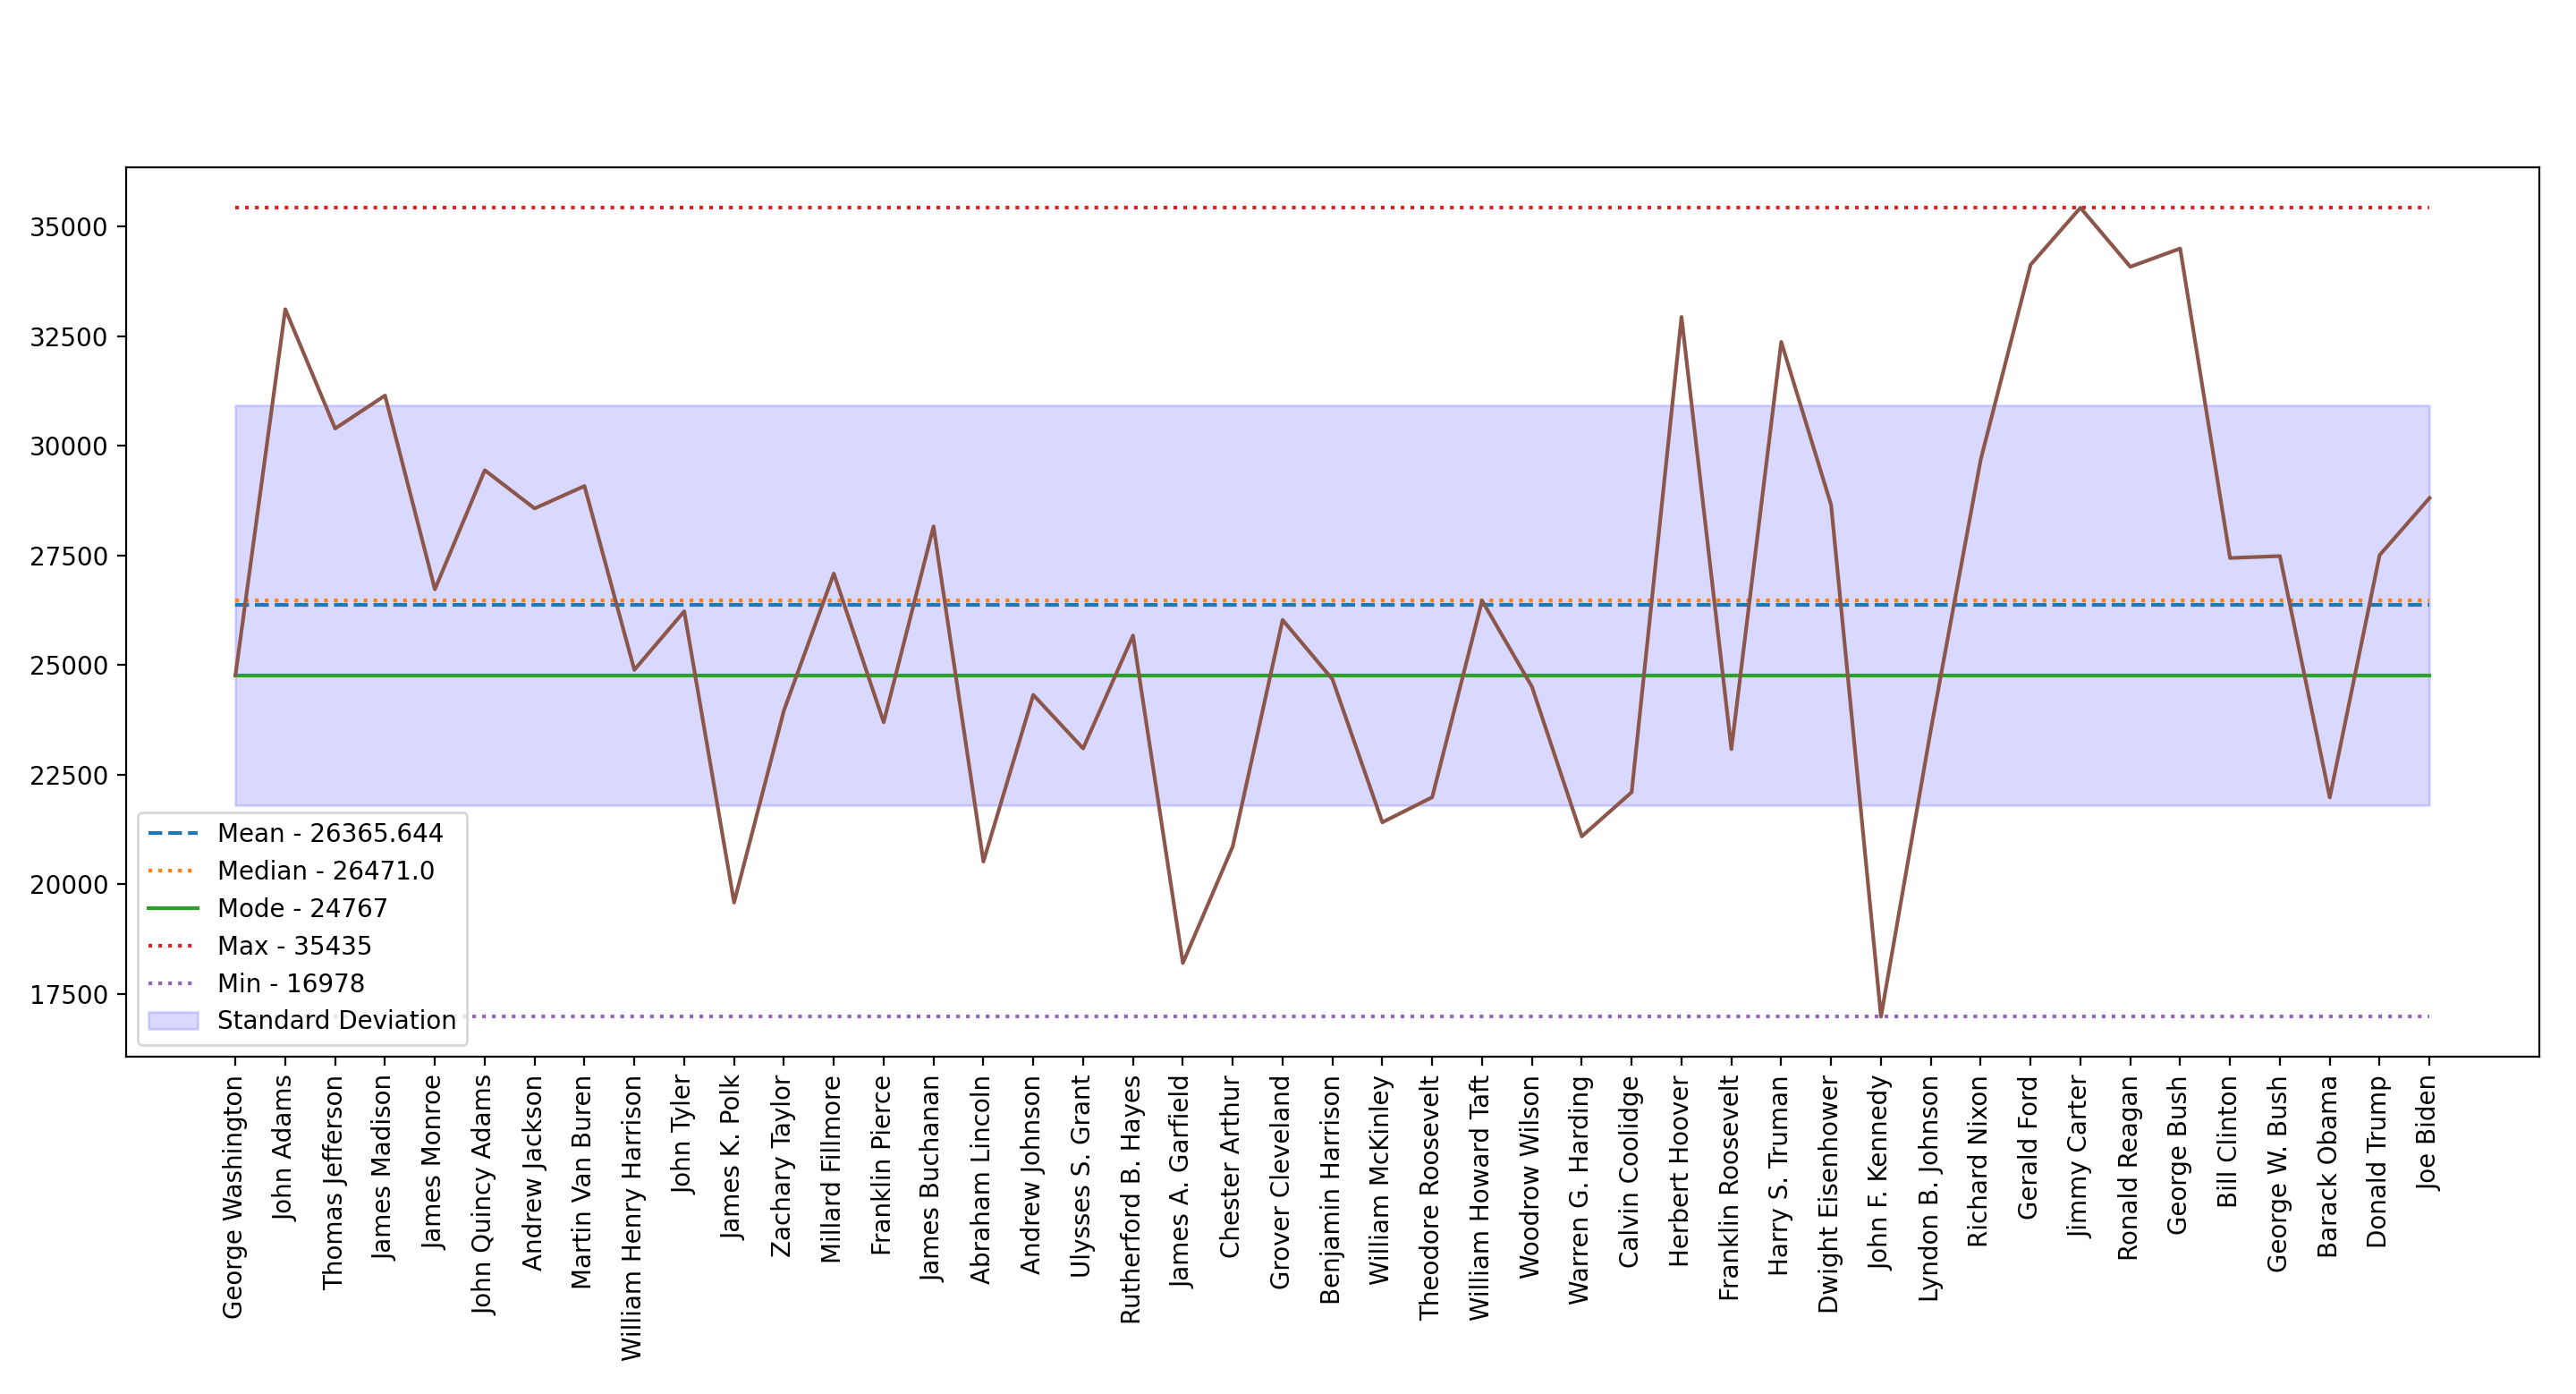 35000
32500
30000
27500
25000
22500
20000
17500
Mean - 26365.644
Median - 26471.0
Mode - 24767
Max - 35435
Min - 16978
Standard Deviation
George Washington
John Adams
Thomas Jefferson
James Madison
James Monroe
John Quincy Adams
Andrew Jackson
Martin Van Buren
William Henry Harrison
John Tyler
James K. Polk
Zachary Taylor
Millard Fillmore
Franklin Pierce
James Buchanan
Abraham Lincoln
Andrew Johnson
Ulysses S. Grant
Rutherford B. Hayes
James A. Garfield
Chester Arthur
Grover Cleveland
Benjamin Harrison
William McKinley
Theodore Roosevelt
William Howard Taft
Woodrow Wilson
Warren G. Harding
Calvin Coolidge
Herbert Hoover
Franklin Roosevelt
Harry S. Truman
Dwight Eisenhower
John F. Kennedy
Lyndon B. Johnson
Richard Nixon
Gerald Ford
Jimmy Carter
Ronald Reagan
George Bush
Bill Clinton
George W. Bush
Barack Obama
Donald Trump
Joe Biden